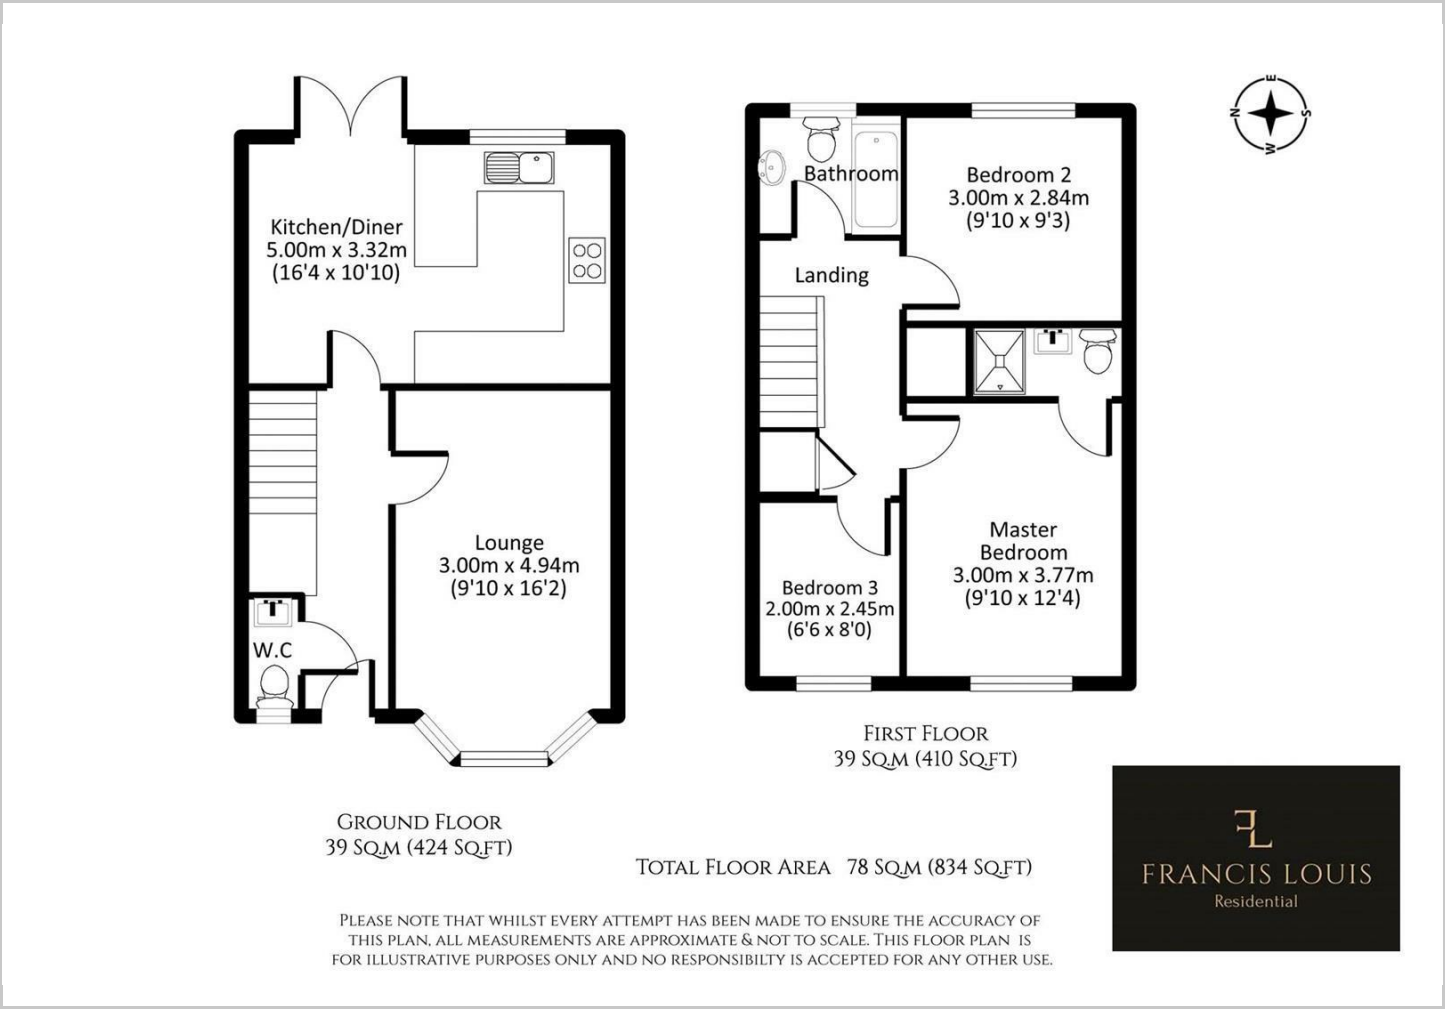 Kitchen/Diner
5.00m x 3.32m
(16'4 x 10'10)
Lounge
3.00m x 4.94m
(9'10 x 16'2)
W.C
GROUND FLOOR
39 SQ.M (424 SQ.FT)
Bathroom
Bedroom 2
3.00m x 2.84m
(9'10 x 9'3)
Landing
Master
Bedroom
3.00m x 3.77m
(9'10 x 12'4)
Bedroom 3
2.00m x 2.45m
(6'6 x 8'0)
FIRST FLOOR
39 SQ.M (410 SQ.FT)
E
N
S
W
TOTAL FLOOR AREA 78 SQ.M (834 SQ.FT)
PLEASE NOTE THAT WHILST EVERY ATTEMPT HAS BEEN MADE TO ENSURE THE ACCURACY OF
THIS PLAN, ALL MEASUREMENTS ARE APPROXIMATE & NOT TO SCALE. THIS FLOOR PLAN IS
FOR ILLUSTRATIVE PURPOSES ONLY AND NO RESPONSIBILTY IS ACCEPTED FOR ANY OTHER USE.
FL
FRANCIS LOUIS
Residential